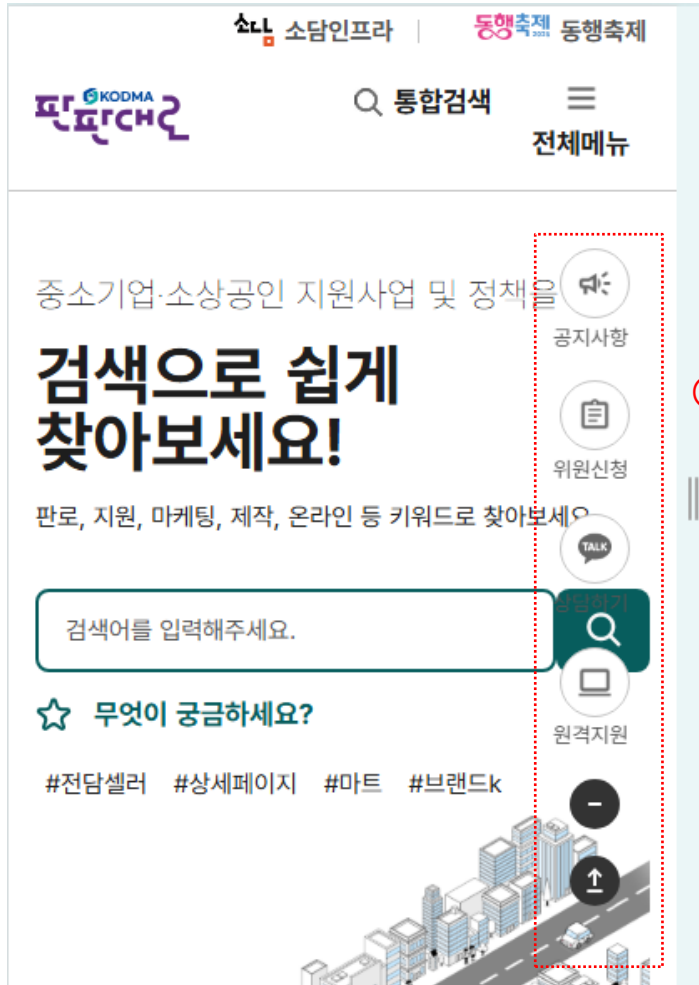 소담 소담인프라 동행축제 2025 동행축제
KODMA
판판대로
통합검색
전체메뉴
중소기업·소상공인 지원사업 및 정책을
공지사항
검색으로 쉽게
찾아보세요!
위원신청
판로, 지원, 마케팅, 제작, 온라인 등 키워드로 찾아보세요
TALK
상담하기
검색어를 입력해주세요.
무엇이 궁금하세요?
원격지원
#전담셀러 #상세페이지 #마트 #브랜드k